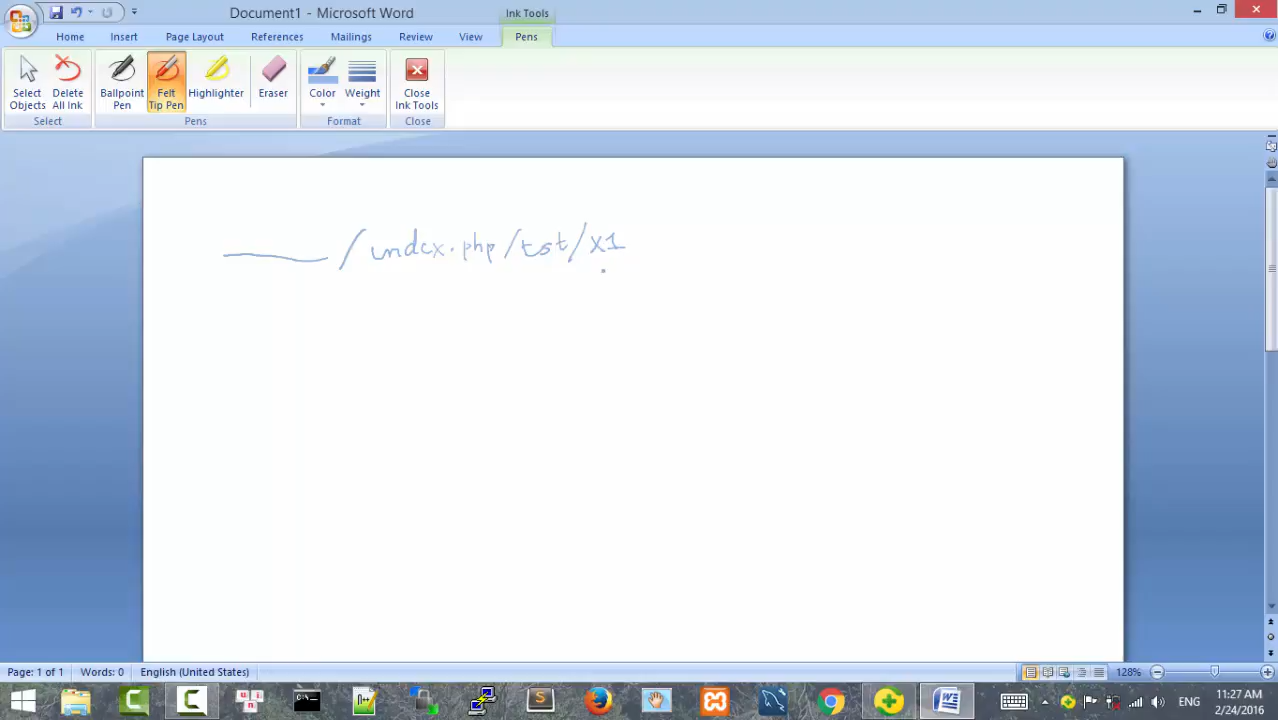 Document1 - Microsoft Word
Ink Tools
Home Insert Page Layout References Mailings Review View Pens
Select Objects
Delete All Ink
Ballpoint Pen
Felt Tip Pen
Highlighter
Eraser
Color
Weight
Close Ink Tools
Select Pens Format Close
/index.php/tst/x1
Page: 1 of 1 Words: 0 English (United States) 128%
ENG 11:27 AM
2/24/2016